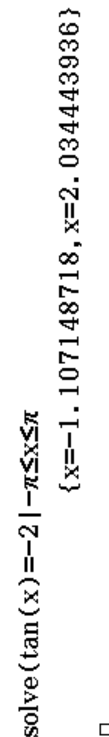 solve(tan(x)=-2|-π≤x≤π
{x=-1.107148718,x=2.034443936}